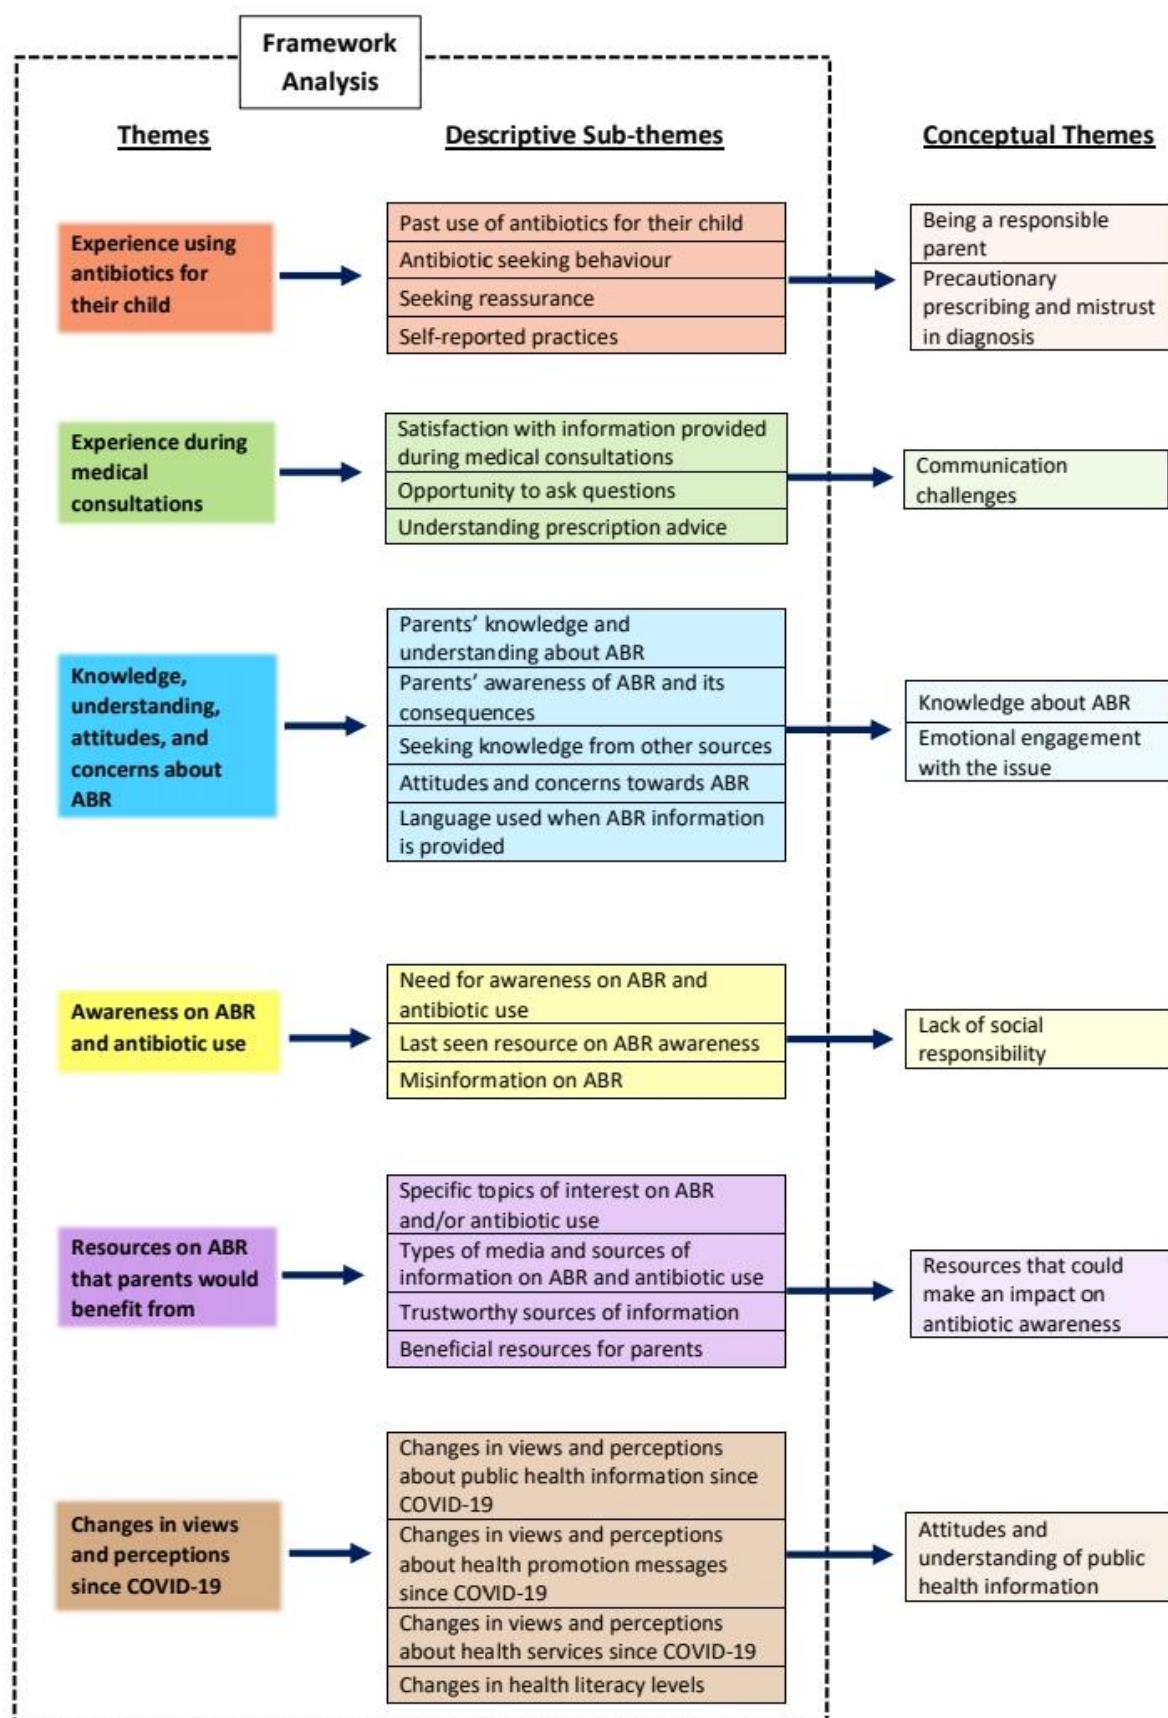 Framework
Analysis
Themes
Descriptive Sub-themes
Conceptual Themes
Experience using
antibiotics for
their child
Past use of antibiotics for their child
Antibiotic seeking behaviour
Seeking reassurance
Self-reported practices
Being a responsible
parent
Precautionary
prescribing and mistrust
in diagnosis
Experience during
medical
consultations
Satisfaction with information provided
during medical consultations
Opportunity to ask questions
Understanding prescription advice
Communication
challenges
Knowledge,
understanding,
attitudes, and
concerns about
ABR
Parents’ knowledge and
understanding about ABR
Parents’ awareness of ABR and its
consequences
Seeking knowledge from other sources
Attitudes and concerns towards ABR
Language used when ABR information
is provided
Knowledge about ABR
Emotional engagement
with the issue
Awareness on ABR
and antibiotic use
Need for awareness on ABR and
antibiotic use
Last seen resource on ABR awareness
Misinformation on ABR
Lack of social
responsibility
Resources on ABR
that parents would
benefit from
Specific topics of interest on ABR
and/or antibiotic use
Types of media and sources of
information on ABR and antibiotic use
Trustworthy sources of information
Beneficial resources for parents
Resources that could
make an impact on
antibiotic awareness
Changes in views
and perceptions
since COVID-19
Changes in views and perceptions
about public health information since
COVID-19
Changes in views and perceptions
about health promotion messages
since COVID-19
Changes in views and perceptions
about health services since COVID-19
Changes in health literacy levels
Attitudes and
understanding of public
health information